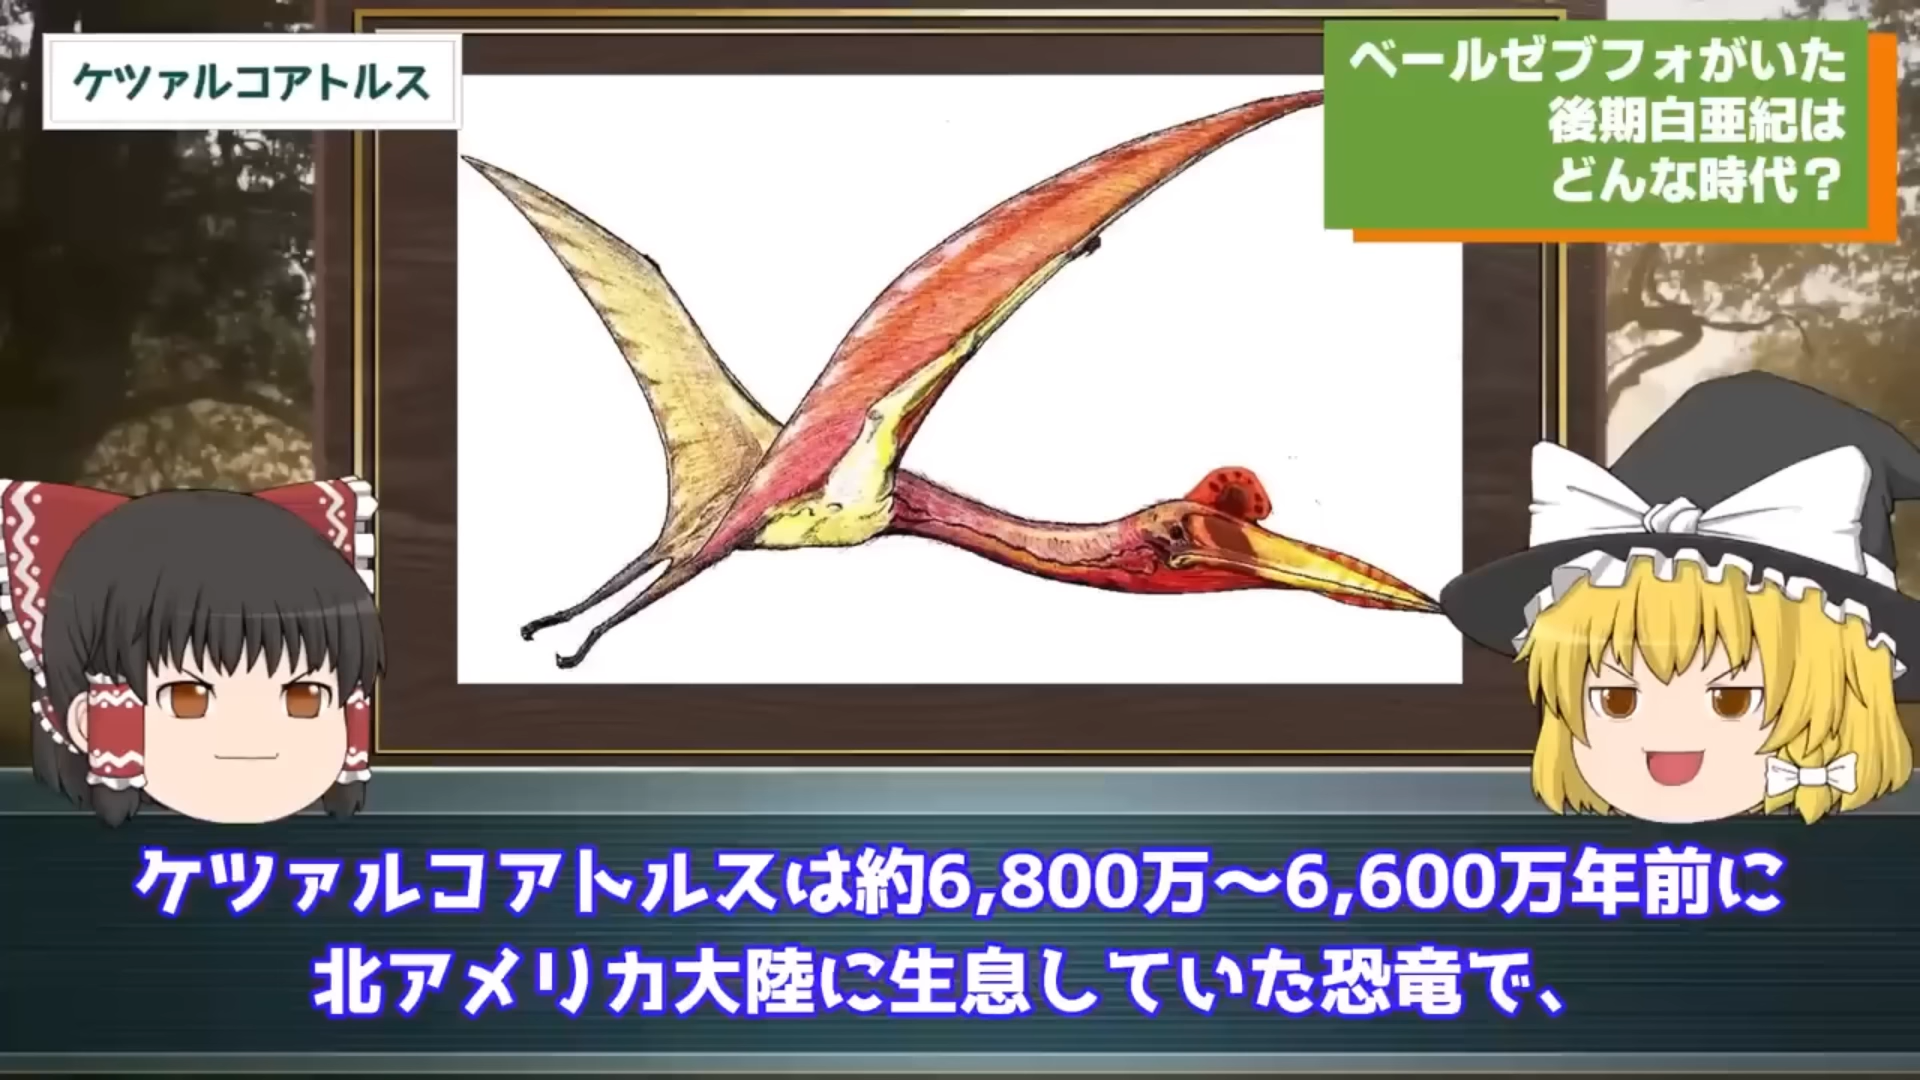 ケツァルコアトルス
ベールゼブフォがいた
後期白亜紀は
どんな時代？
ケツァルコアトルスは約6,800万～6,600万年前に
北アメリカ大陸に生息していた恐竜で、